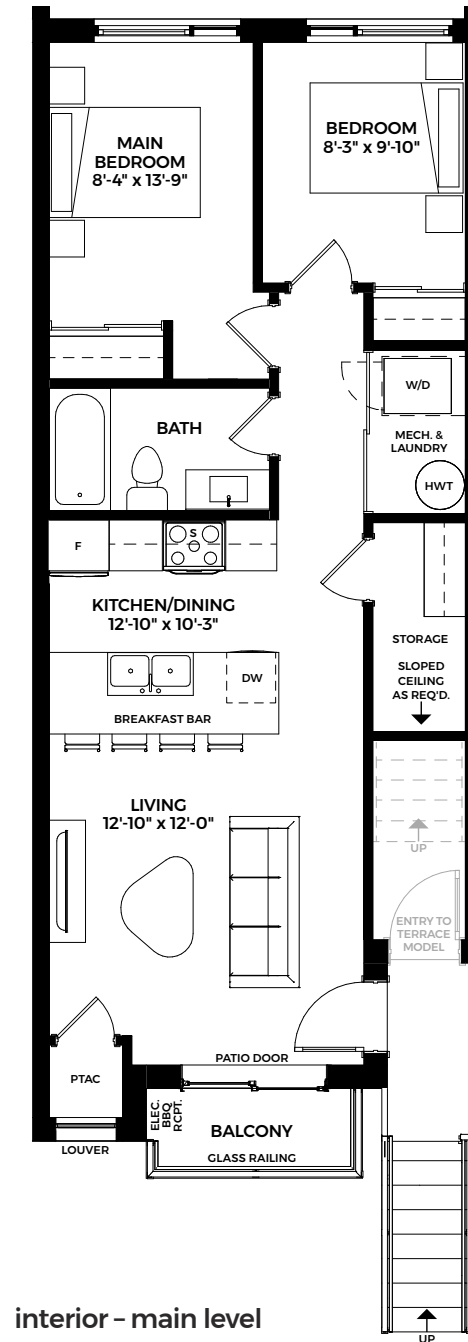 MAIN
BEDROOM
8'-4" x 13'-9"
BEDROOM
8'-3" x 9'-10"
W/D
MECH. &
LAUNDRY
HWT
BATH
F
S
KITCHEN/DINING
12'-10" x 10'-3"
DW
BREAKFAST BAR
STORAGE
SLOPED
CEILING
AS REQ'D.
LIVING
12'-10" x 12'-0"
UP
ENTRY TO
TERRACE
MODEL
PATIO DOOR
PTAC
ELEC.
BBQ
RCPT.
BALCONY
GLASS RAILING
LOUVER
interior – main level
UP